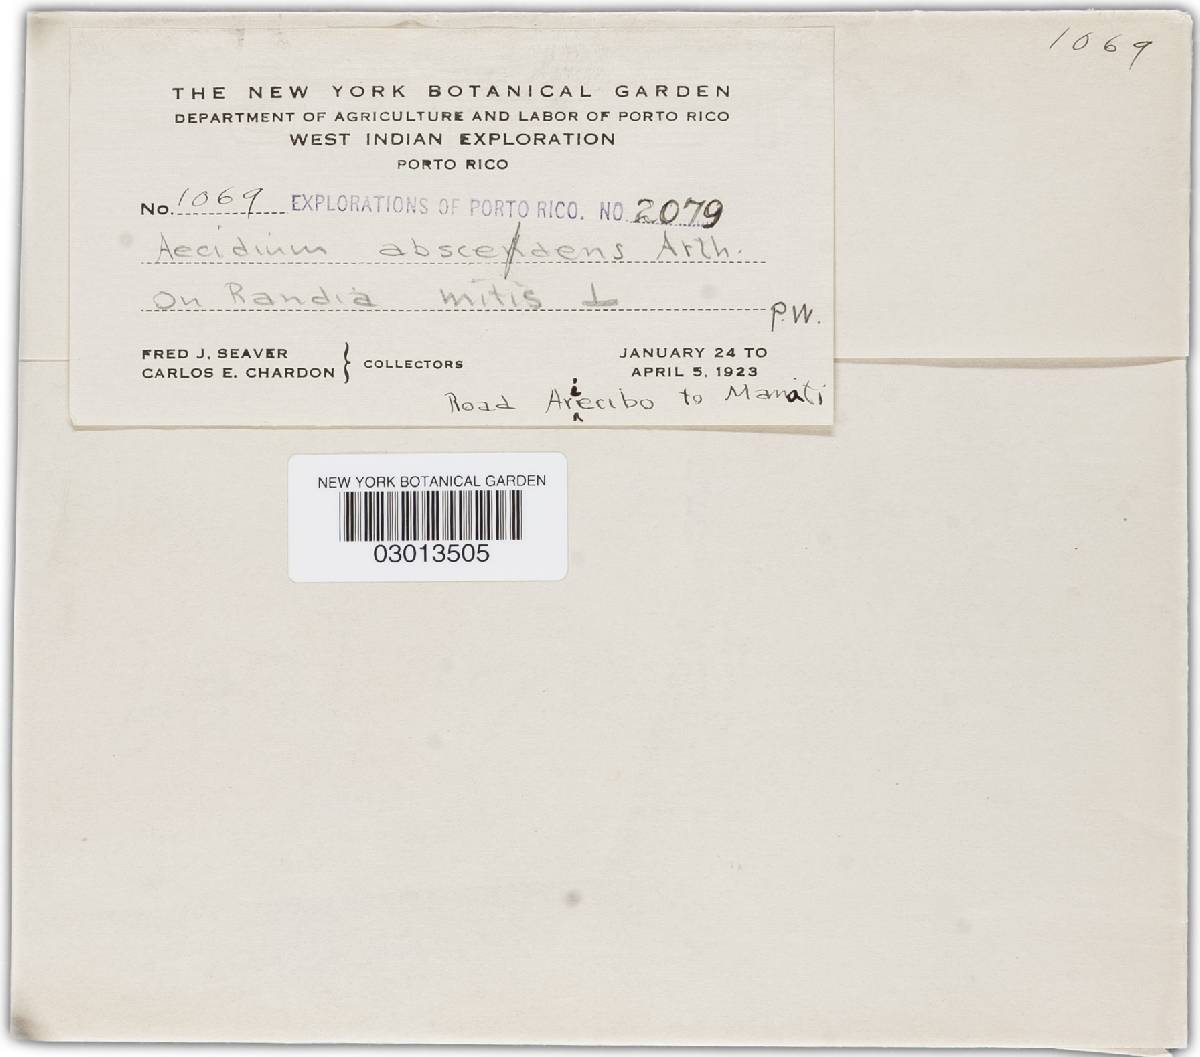 1069
THE NEW YORK BOTANICAL GARDEN
DEPARTMENT OF AGRICULTURE AND LABOR OF PORTO RICO
WEST INDIAN EXPLORATION
PORTO RICO
No. 1069 EXPLORATIONS OF PORTO RICO. NO. 2079
Aecidium abscedens Arth.
on Randia mitis L
P.W.
FRED J. SEAVER
CARLOS E. CHARDON } COLLECTORS
JANUARY 24 TO
APRIL 5, 1923
Road Arecibo to Manati
NEW YORK BOTANICAL GARDEN
03013505